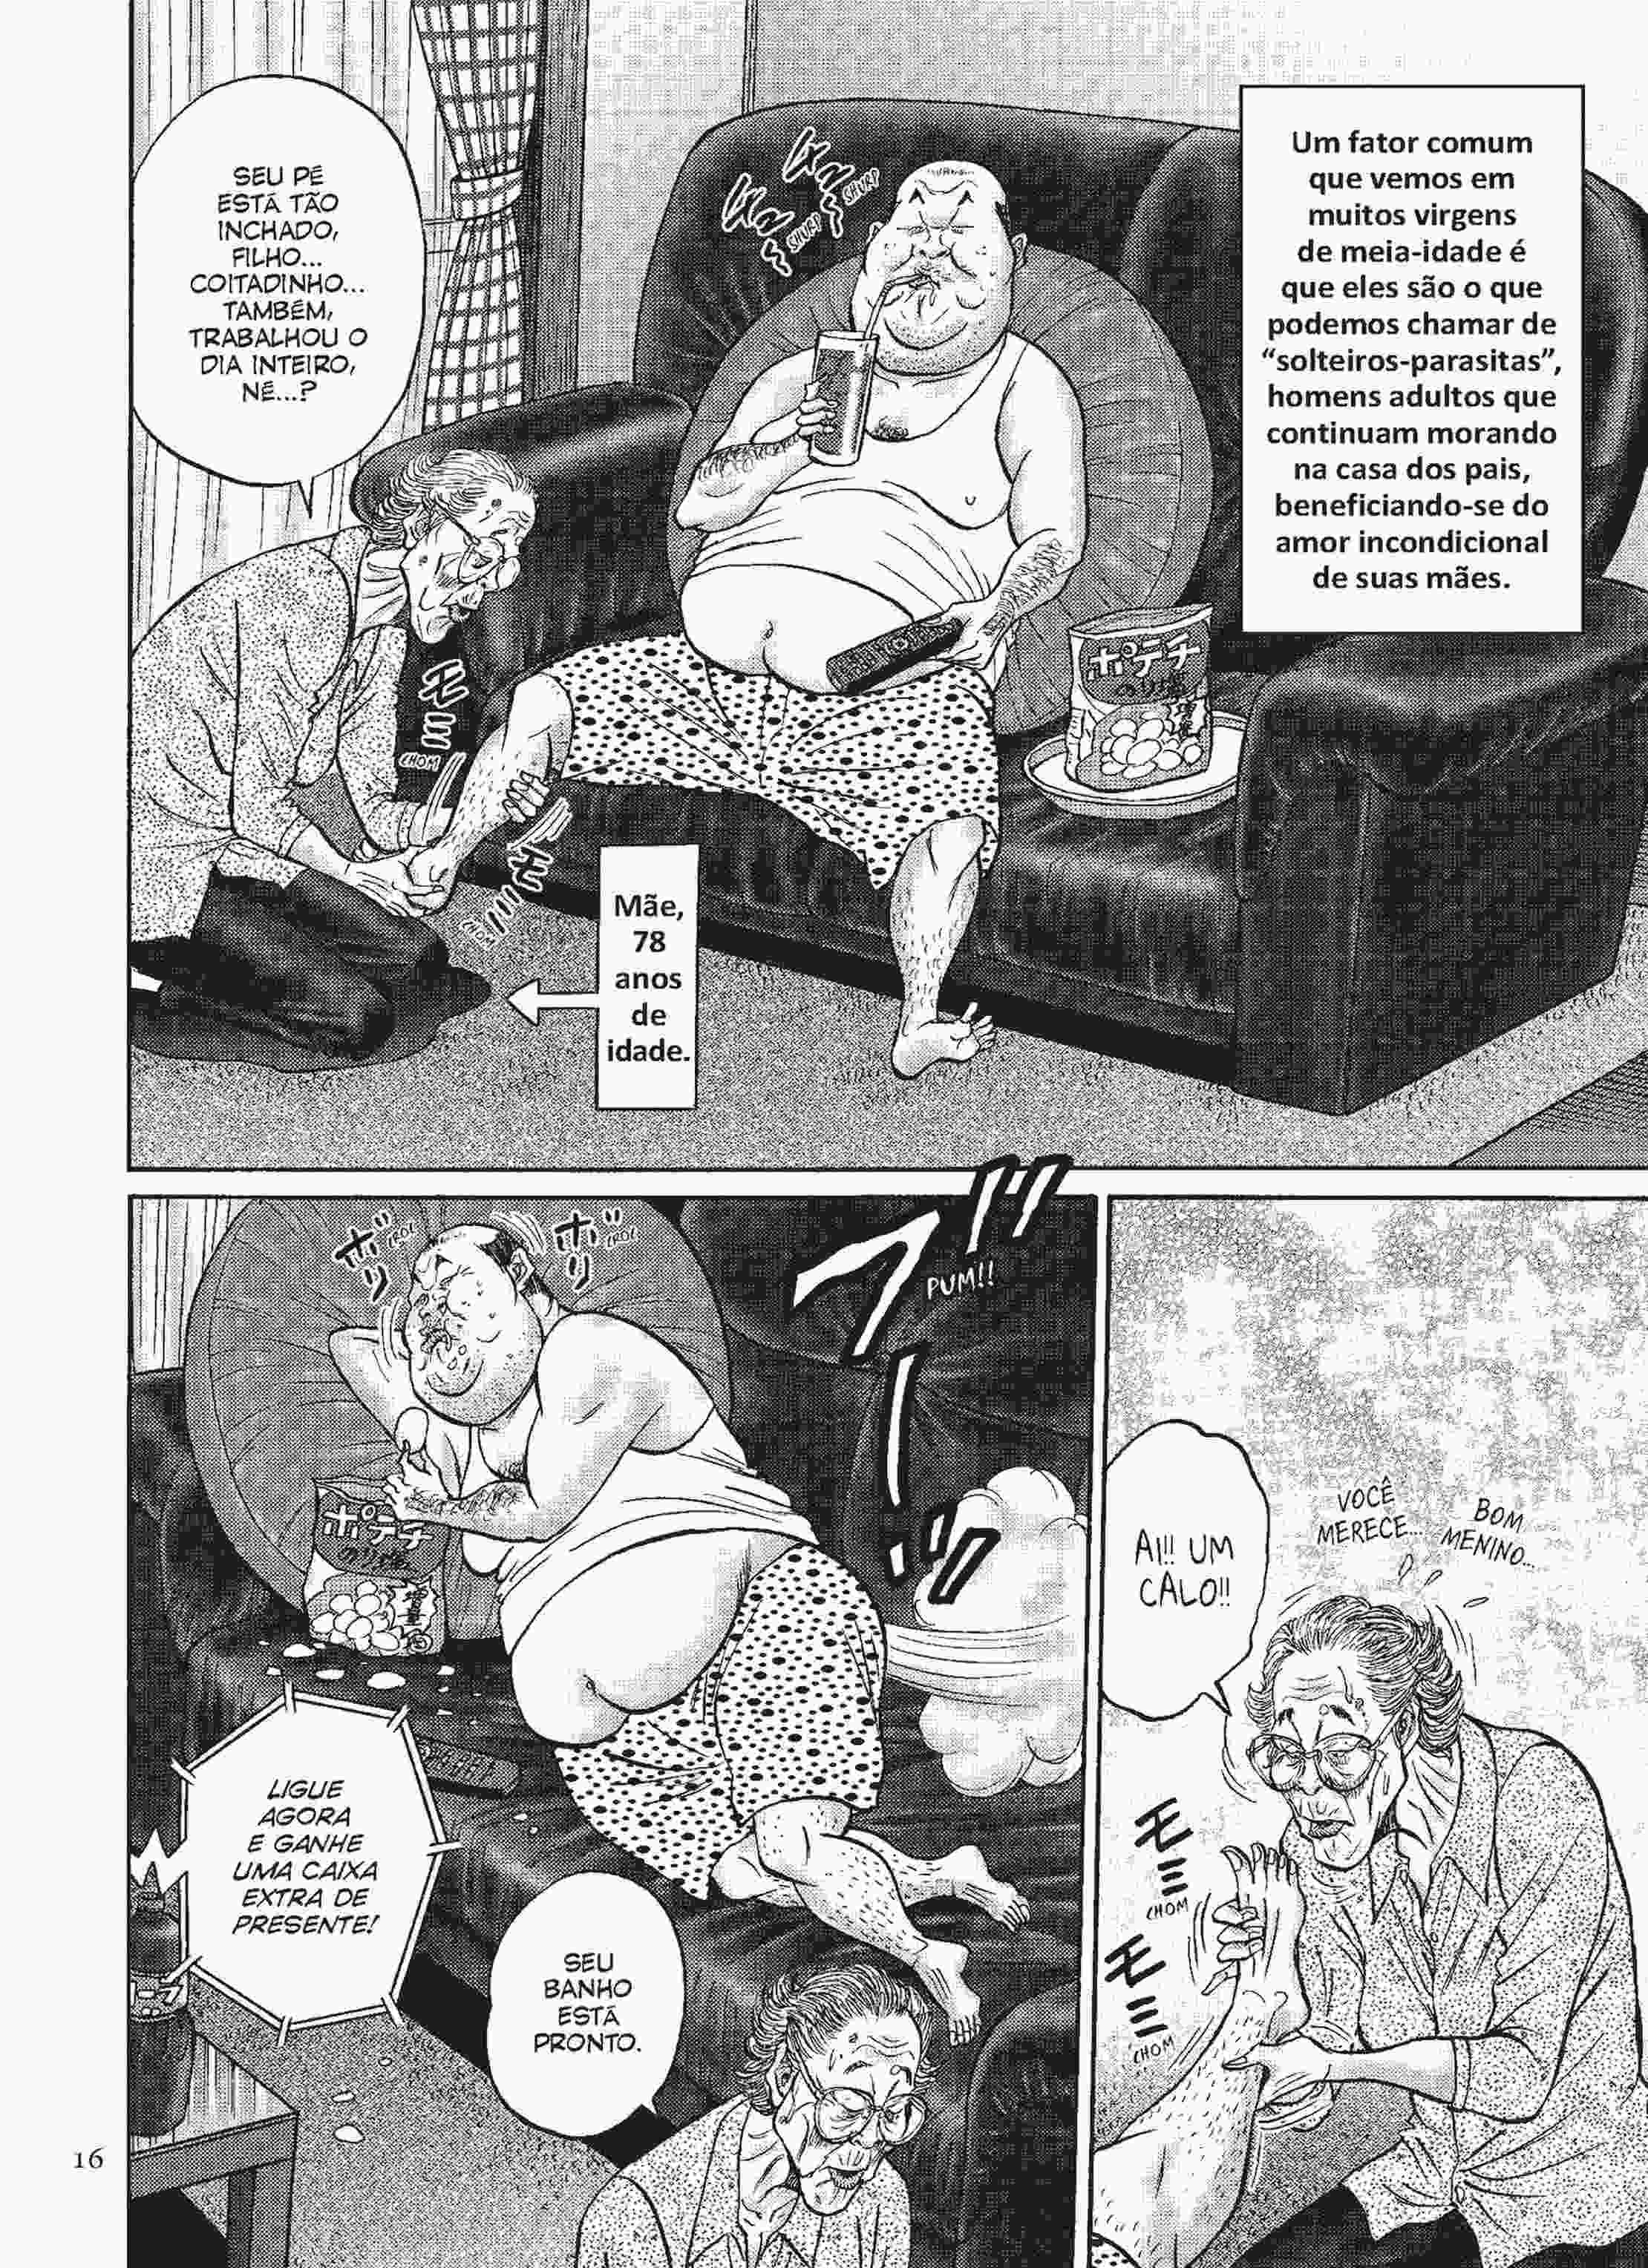 Um fator comum
que vemos em
muitos virgens
de meia-idade é
que eles são o que
podemos chamar de
“solteiros-parasitas”,
homens adultos que
continuam morando
na casa dos pais,
beneficiando-se do
amor incondicional
de suas mães.
SHURP
SHURP
SEU PÉ
ESTÁ TÃO
INCHADO,
FILHO...
COITADINHO...
TAMBÉM,
TRABALHOU O
DIA INTEIRO,
NÉ...?
ポテチ
モミ
CHOM
モミ
CHOM
Mãe,
78
anos
de
idade.
VOCÊ
MERECE...
BOM
MENINO...
AI!! UM
CALO!!
モミ
CHOM
モミ
CHOM
ブブーッ
PUM!!
ボリ
CROC
ボリ
CROC
ポテチ
LIGUE
AGORA
E GANHE
UMA CAIXA
EXTRA DE
PRESENTE!
SEU
BANHO
ESTÁ
PRONTO.
16